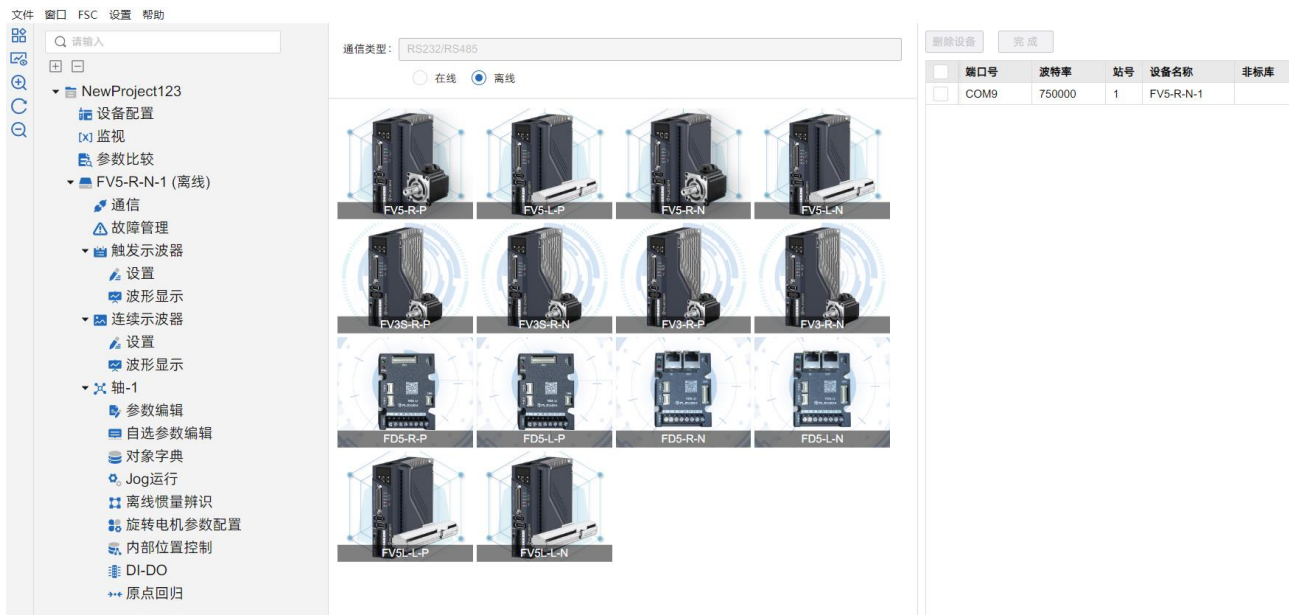 文件 窗口 FSC 设置 帮助
请输入
NewProject123
设备配置
[x] 监视
参数比较
FV5-R-N-1 (离线)
通信
故障管理
触发示波器
设置
波形显示
连续示波器
设置
波形显示
轴-1
参数编辑
自选参数编辑
对象字典
Jog运行
离线惯量辨识
旋转电机参数配置
内部位置控制
DI-DO
原点回归
通信类型: RS232/RS485
在线 离线
FV5-R-P FV5-L-P FV5-R-N FV5-L-N
FV3S-R-P FV3S-R-N FV3-R-P FV3-R-N
FD5-R-P FD5-L-P FD5-R-N FD5-L-N
FV5L-L-P FV5L-L-N
删除设备 完成
端口号 波特率 站号 设备名称 非标库
COM9 750000 1 FV5-R-N-1